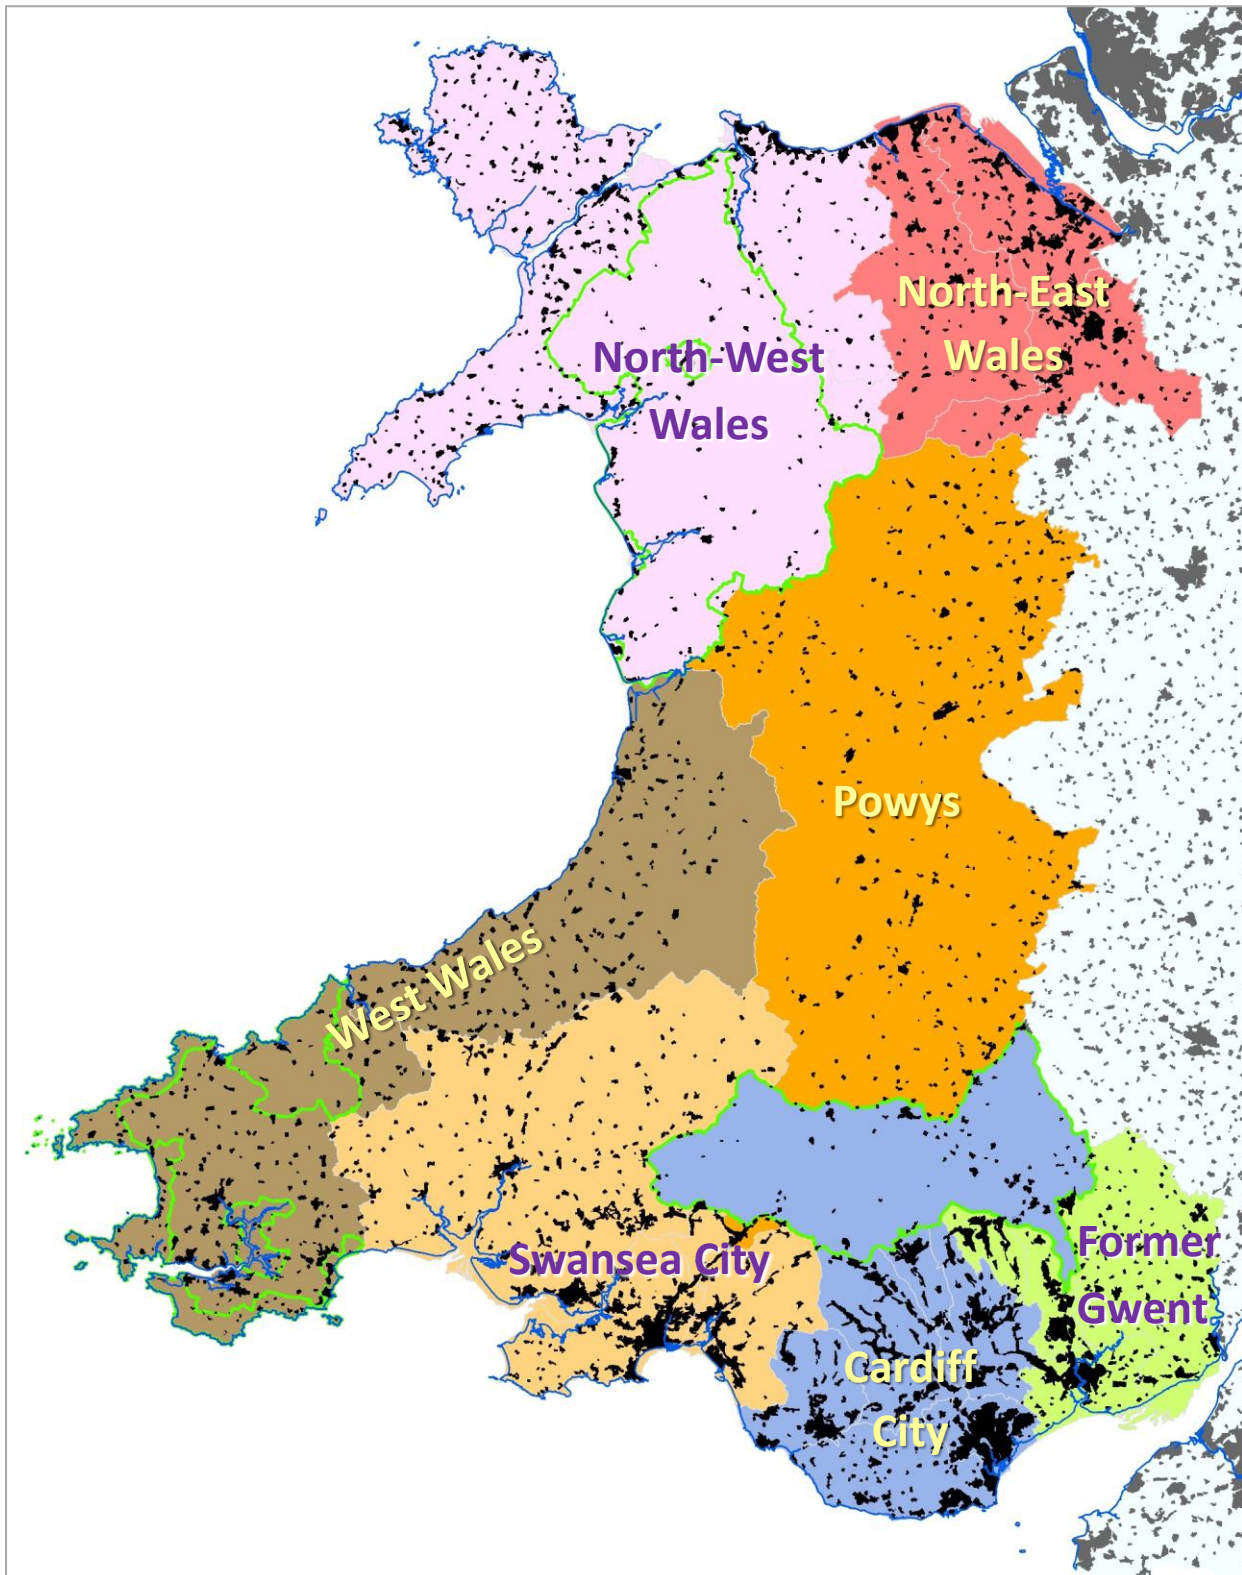 North-East
Wales
North-West
Wales
Powys
West Wales
Swansea City
Former
Gwent
Cardiff
City